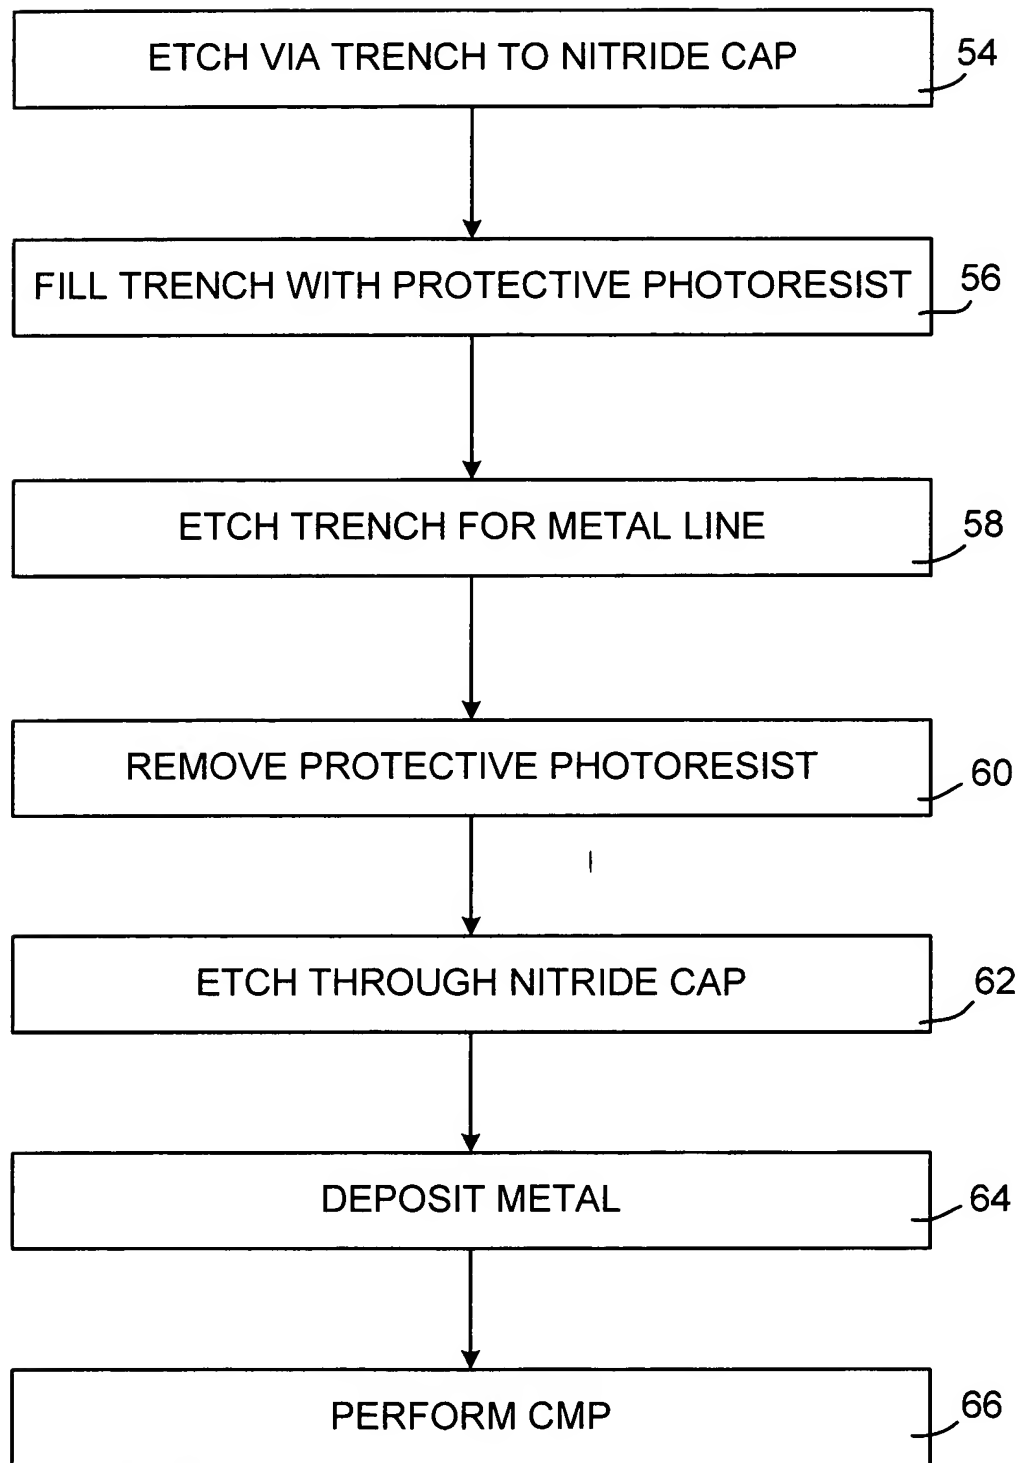 ETCH VIA TRENCH TO NITRIDE CAP
54
FILL TRENCH WITH PROTECTIVE PHOTORESIST
56
ETCH TRENCH FOR METAL LINE
58
REMOVE PROTECTIVE PHOTORESIST
60
ETCH THROUGH NITRIDE CAP
62
DEPOSIT METAL
64
PERFORM CMP
66